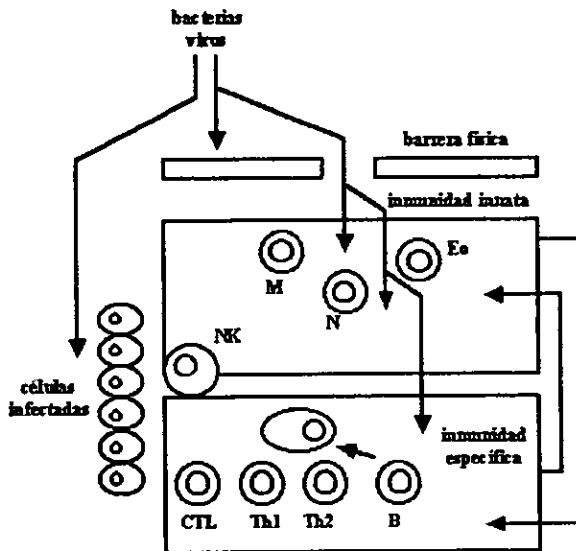 bacterias
virus
barrera física
inmunidad innata
Eo
M
N
NK
células
infectadas
inmunidad
específica
CTL
Th1
Th2
B